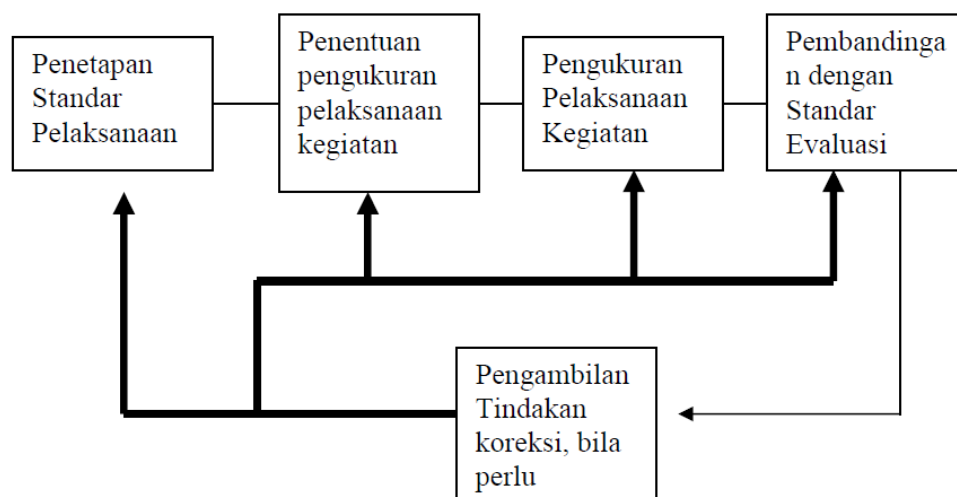 Penetapan
Standar
Pelaksanaan
Penentuan
pengukuran
pelaksanaan
kegiatan
Pengukuran
Pelaksanaan
Kegiatan
Pembandinga
n dengan
Standar
Evaluasi
Pengambilan
Tindakan
koreksi, bila
perlu